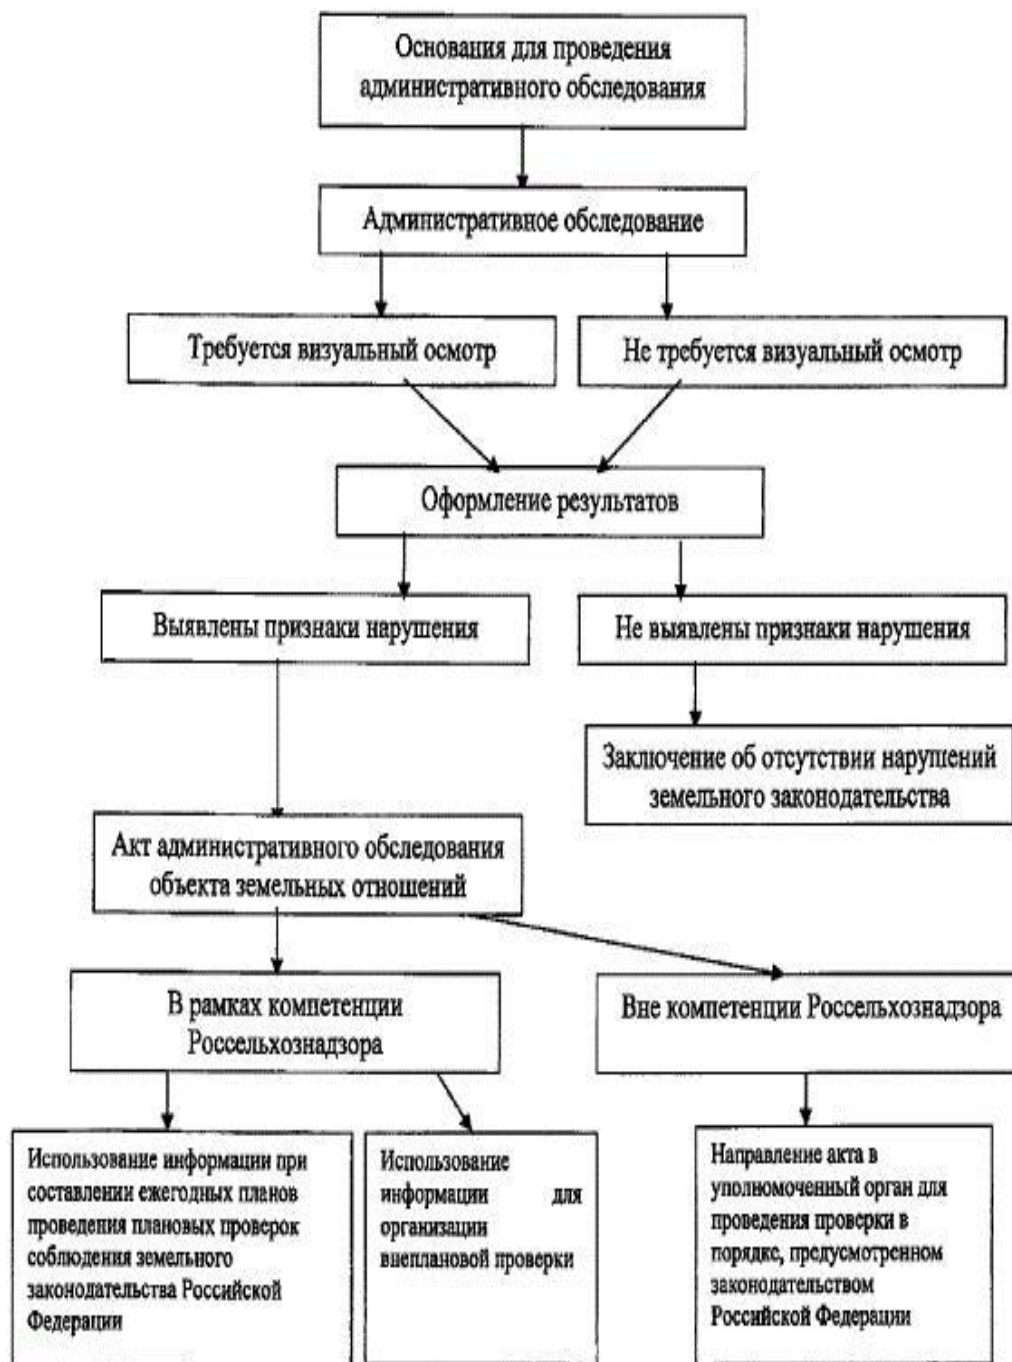 Основания для проведения
административного обследования
Административное обследование
Требуется визуальный осмотр
Не требуется визуальный осмотр
Оформление результатов
Выявлены признаки нарушения
Не выявлены признаки нарушения
Заключение об отсутствии нарушений
земельного законодательства
Акт административного обследования
объекта земельных отношений
В рамках компетенции
Россельхознадзора
Вне компетенции Россельхознадзора
Использование информации при
составлении ежегодных планов
проведения плановых проверок
соблюдения земельного
законодательства Российской
Федерации
Использование
информации для
организации
внеплановой проверки
Направление акта в
уполномоченный орган для
проведения проверки в
порядке, предусмотренном
законодательством
Российской Федерации